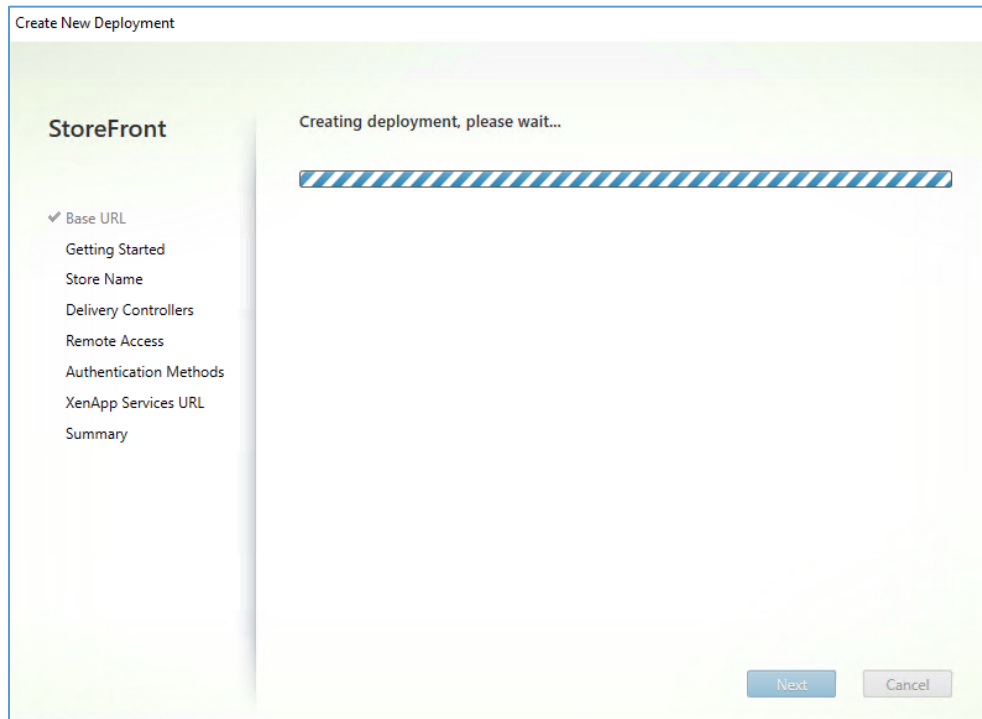 Create New Deployment
StoreFront
Creating deployment, please wait...
Base URL
Getting Started
Store Name
Delivery Controllers
Remote Access
Authentication Methods
XenApp Services URL
Summary
Next
Cancel